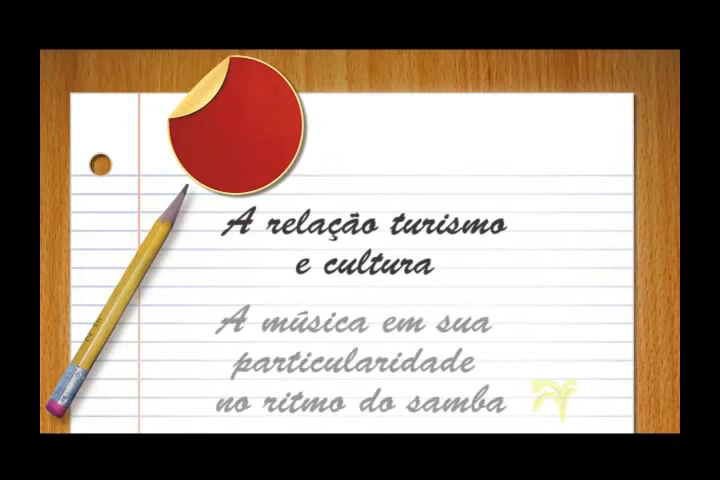 A relação turismo
e cultura
A música em sua
particularidade
no ritmo do samba